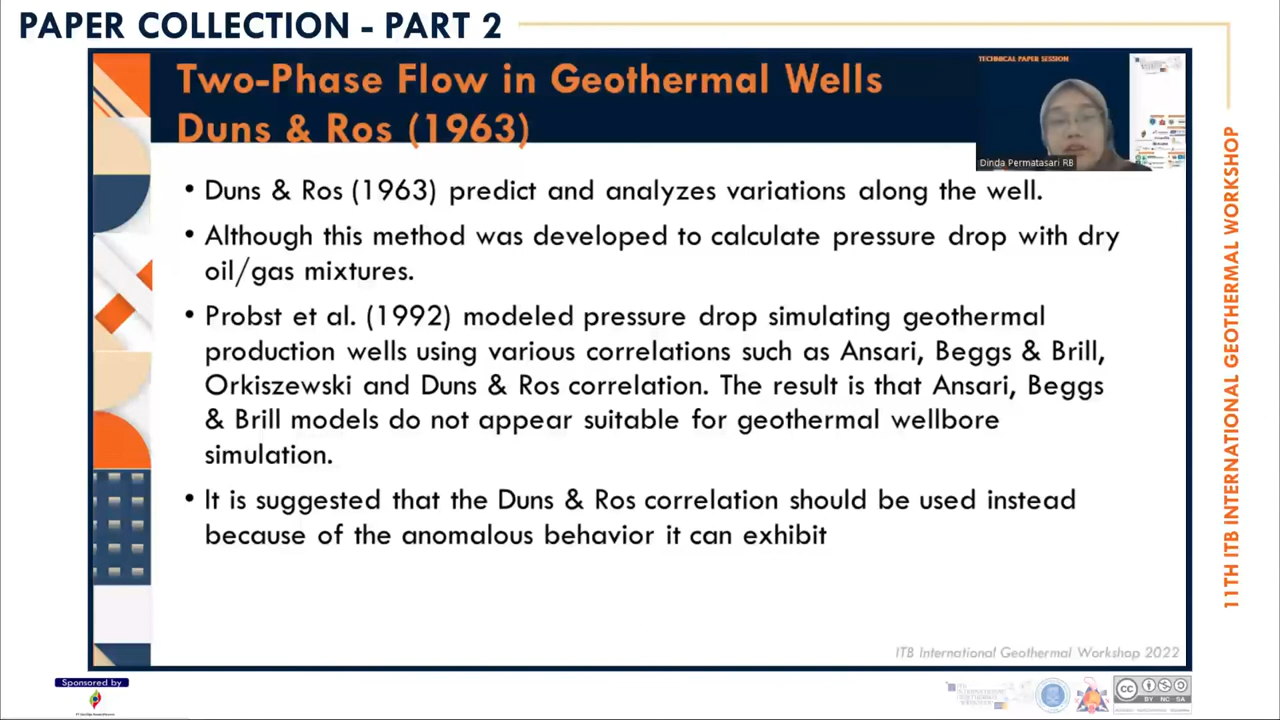 PAPER COLLECTION - PART 2
Two-Phase Flow in Geothermal Wells
Duns & Ros (1963)
TECHNICAL PAPER SESSION
Dinda Permatasari RB
• Duns & Ros (1963) predict and analyzes variations along the well.
• Although this method was developed to calculate pressure drop with dry
oil/gas mixtures.
• Probst et al. (1992) modeled pressure drop simulating geothermal
production wells using various correlations such as Ansari, Beggs & Brill,
Orkiszewski and Duns & Ros correlation. The result is that Ansari, Beggs
& Brill models do not appear suitable for geothermal wellbore
simulation.
• It is suggested that the Duns & Ros correlation should be used instead
because of the anomalous behavior it can exhibit
ITB International Geothermal Workshop 2022
11TH ITB INTERNATIONAL GEOTHERMAL WORKSHOP
Sponsored by
CC
BY NC SA